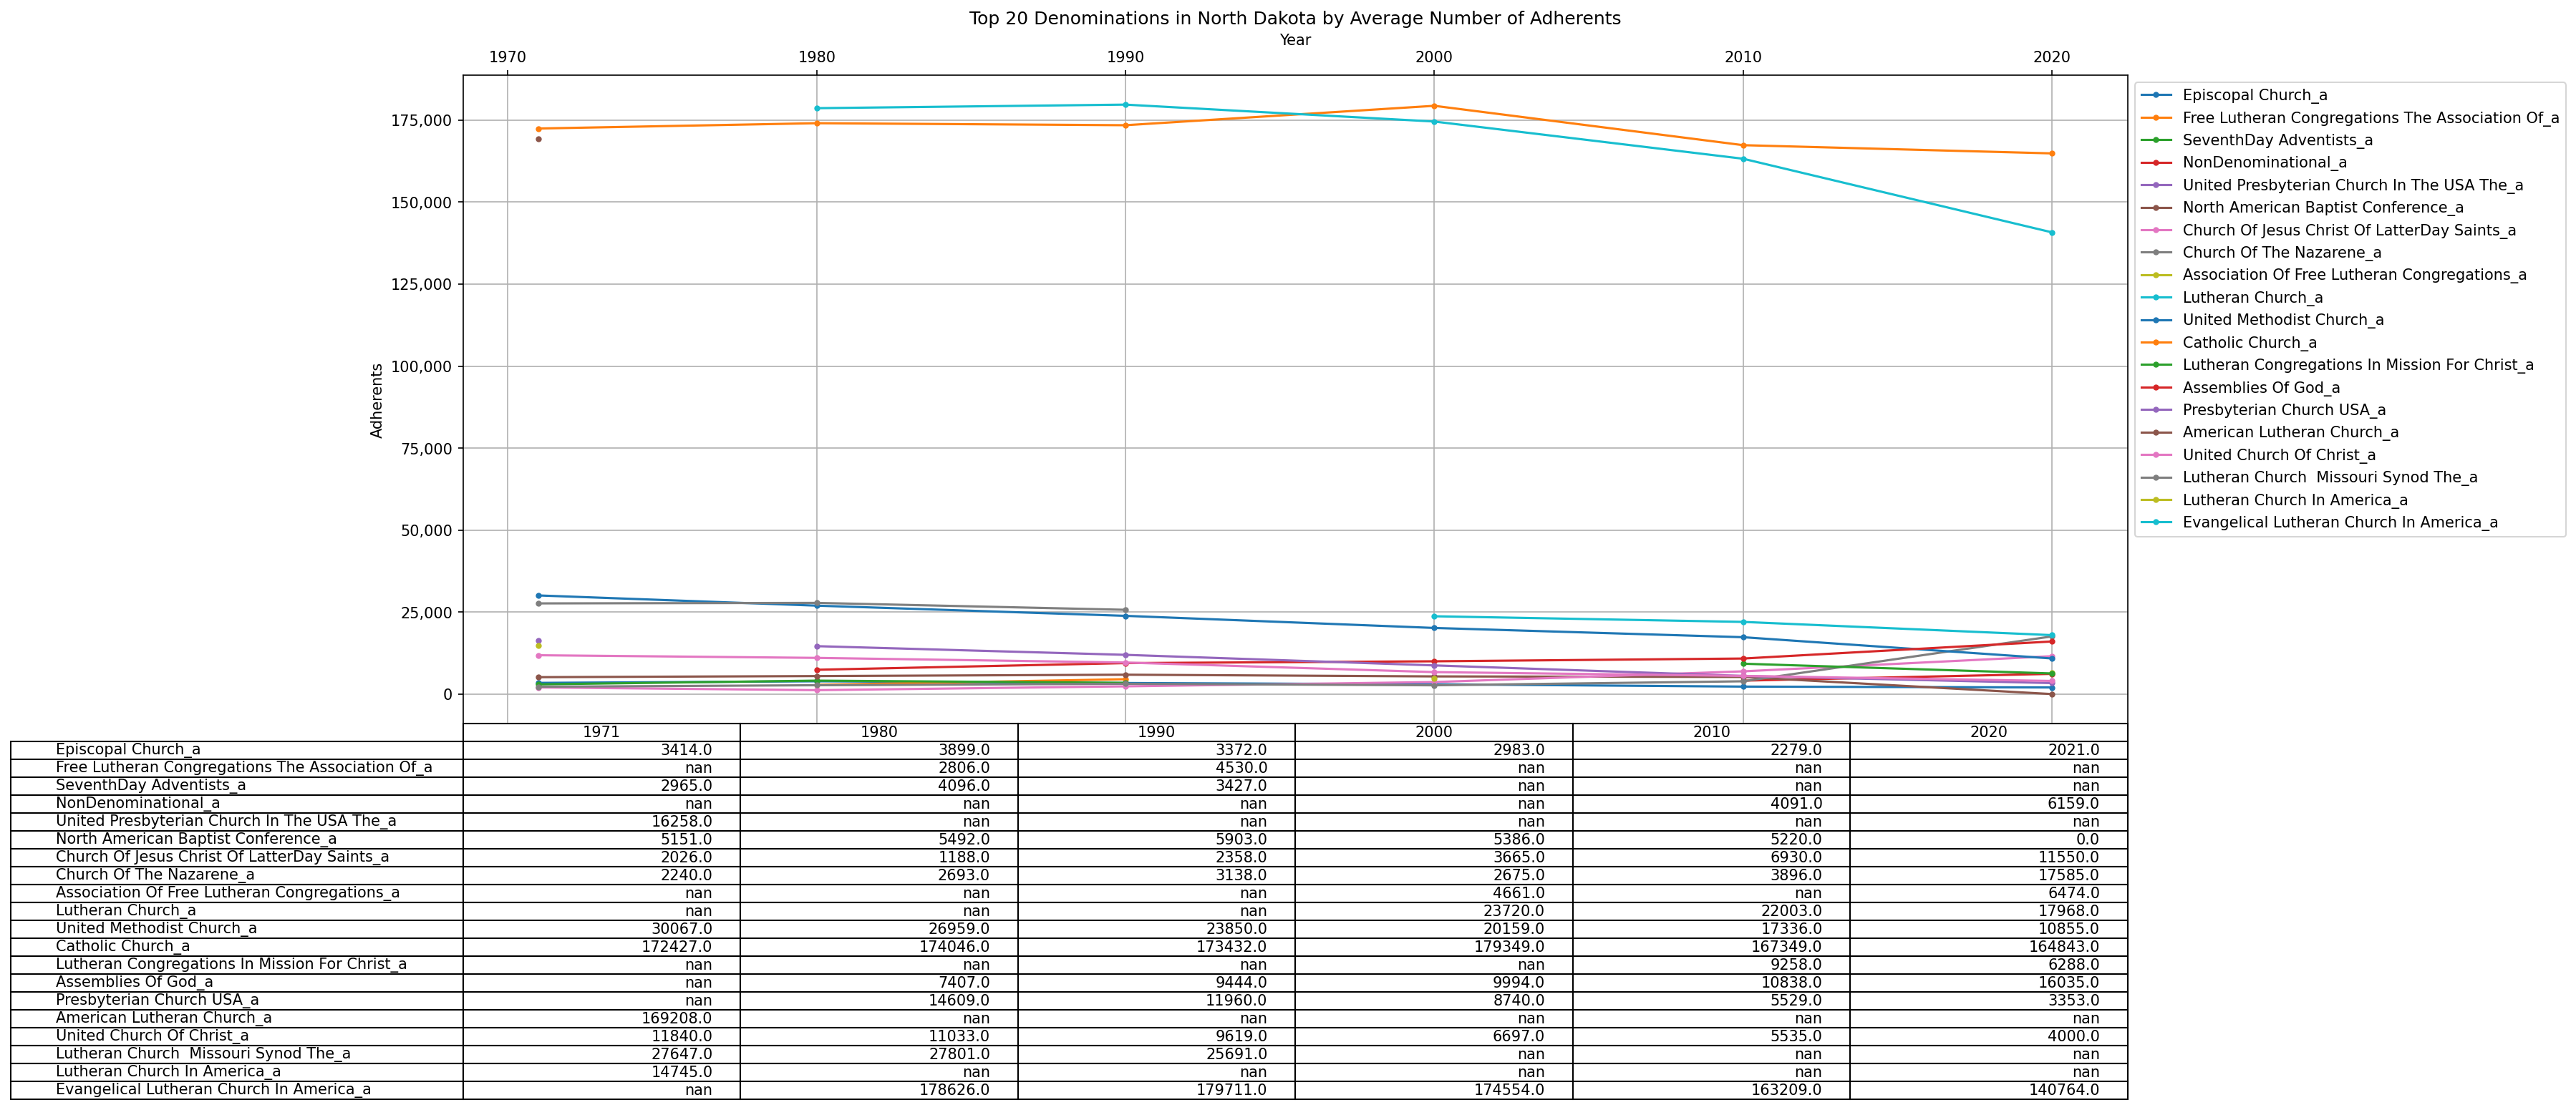 Top 20 Denominations in North Dakota by Average Number of Adherents
Year
1970 1980 1990 2000 2010 2020
175,000
150,000
125,000
100,000
75,000
50,000
25,000
0
Adherents
Episcopal Church_a
Free Lutheran Congregations The Association Of_a
SeventhDay Adventists_a
NonDenominational_a
United Presbyterian Church In The USA The_a
North American Baptist Conference_a
Church Of Jesus Christ Of LatterDay Saints_a
Church Of The Nazarene_a
Association Of Free Lutheran Congregations_a
Lutheran Church_a
United Methodist Church_a
Catholic Church_a
Lutheran Congregations In Mission For Christ_a
Assemblies Of God_a
Presbyterian Church USA_a
American Lutheran Church_a
United Church Of Christ_a
Lutheran Church  Missouri Synod The_a
Lutheran Church In America_a
Evangelical Lutheran Church In America_a
1971 1980 1990 2000 2010 2020
Episcopal Church_a 3414.0 3899.0 3372.0 2983.0 2279.0 2021.0
Free Lutheran Congregations The Association Of_a nan 2806.0 4530.0 nan nan nan
SeventhDay Adventists_a 2965.0 4096.0 3427.0 nan nan nan
NonDenominational_a nan nan nan nan 4091.0 6159.0
United Presbyterian Church In The USA The_a 16258.0 nan nan nan nan nan
North American Baptist Conference_a 5151.0 5492.0 5903.0 5386.0 5220.0 0.0
Church Of Jesus Christ Of LatterDay Saints_a 2026.0 1188.0 2358.0 3665.0 6930.0 11550.0
Church Of The Nazarene_a 2240.0 2693.0 3138.0 2675.0 3896.0 17585.0
Association Of Free Lutheran Congregations_a nan nan nan 4661.0 nan 6474.0
Lutheran Church_a nan nan nan 23720.0 22003.0 17968.0
United Methodist Church_a 30067.0 26959.0 23850.0 20159.0 17336.0 10855.0
Catholic Church_a 172427.0 174046.0 173432.0 179349.0 167349.0 164843.0
Lutheran Congregations In Mission For Christ_a nan nan nan nan 9258.0 6288.0
Assemblies Of God_a nan 7407.0 9444.0 9994.0 10838.0 16035.0
Presbyterian Church USA_a nan 14609.0 11960.0 8740.0 5529.0 3353.0
American Lutheran Church_a 169208.0 nan nan nan nan nan
United Church Of Christ_a 11840.0 11033.0 9619.0 6697.0 5535.0 4000.0
Lutheran Church  Missouri Synod The_a 27647.0 27801.0 25691.0 nan nan nan
Lutheran Church In America_a 14745.0 nan nan nan nan nan
Evangelical Lutheran Church In America_a nan 178626.0 179711.0 174554.0 163209.0 140764.0